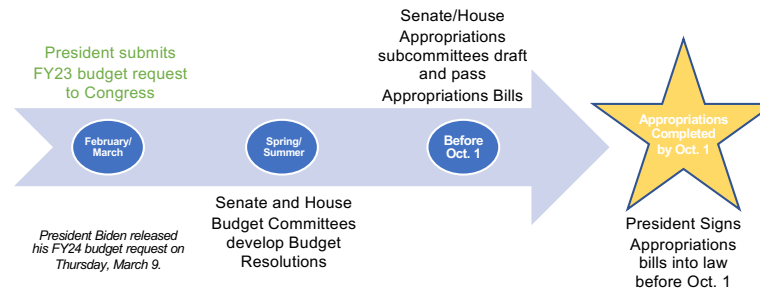 President submits
FY23 budget request
to Congress
February/
March
President Biden released
his FY24 budget request on
Thursday, March 9.
Spring/
Summer
Senate and House
Budget Committees
develop Budget
Resolutions
Senate/House
Appropriations
subcommittees draft
and pass
Appropriations Bills
Before
Oct. 1
Appropriations
Completed
by Oct. 1
President Signs
Appropriations
bills into law
before Oct. 1